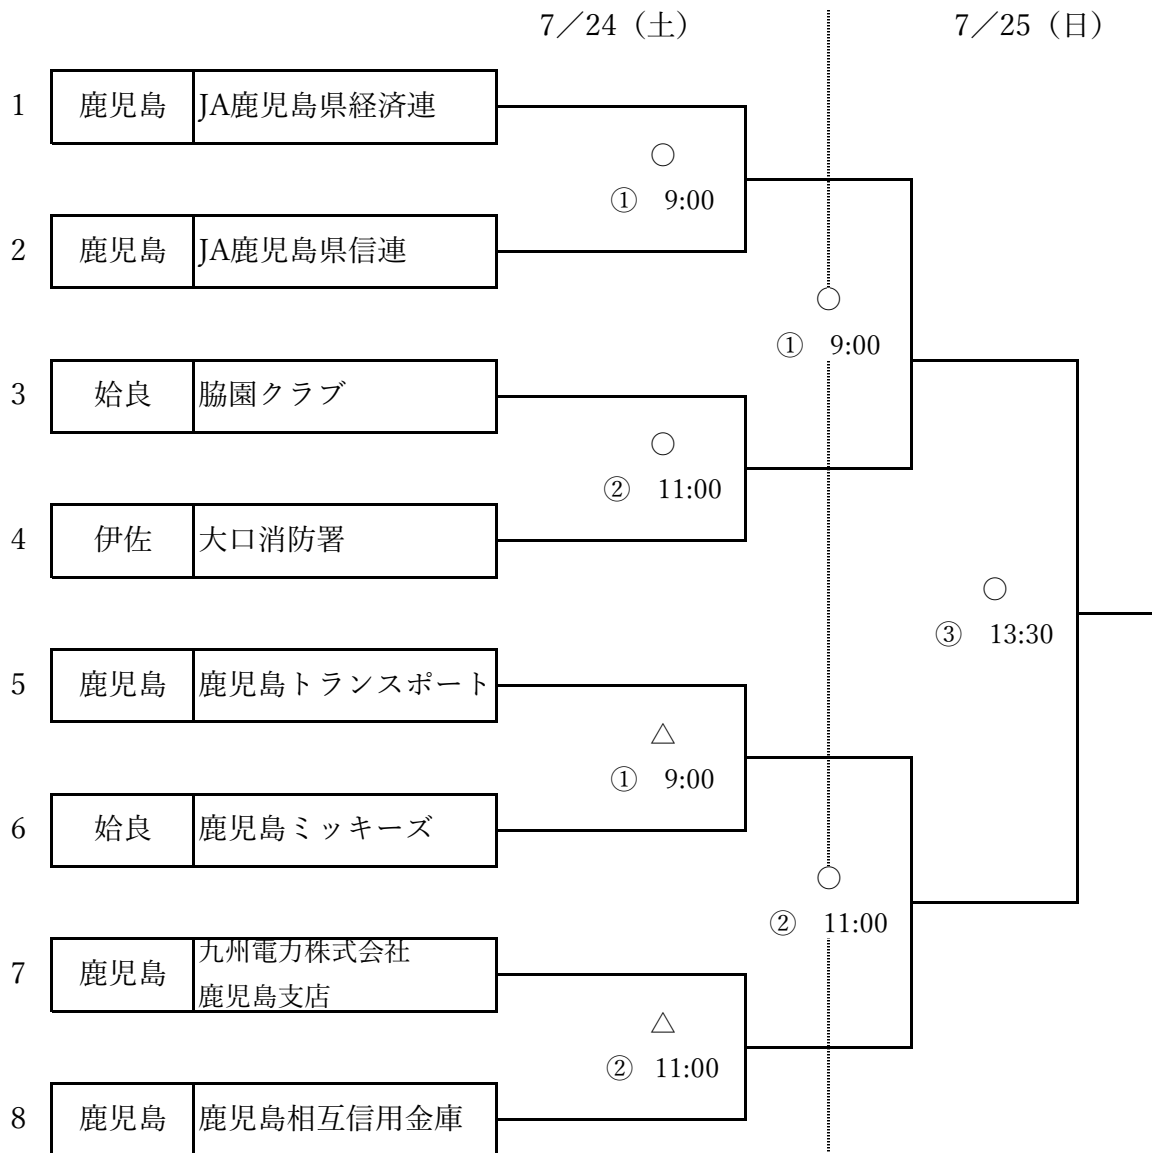 7／24（土）
7／25（日）
1 鹿児島 JA鹿児島県経済連
○
① 9:00
2 鹿児島 JA鹿児島県信連
○
① 9:00
3 姶良 脇園クラブ
○
② 11:00
4 伊佐 大口消防署
○
③ 13:30
5 鹿児島 鹿児島トランスポート
△
① 9:00
6 姶良 鹿児島ミッキーズ
○
② 11:00
7 鹿児島 九州電力株式会社
鹿児島支店
△
② 11:00
8 鹿児島 鹿児島相互信用金庫